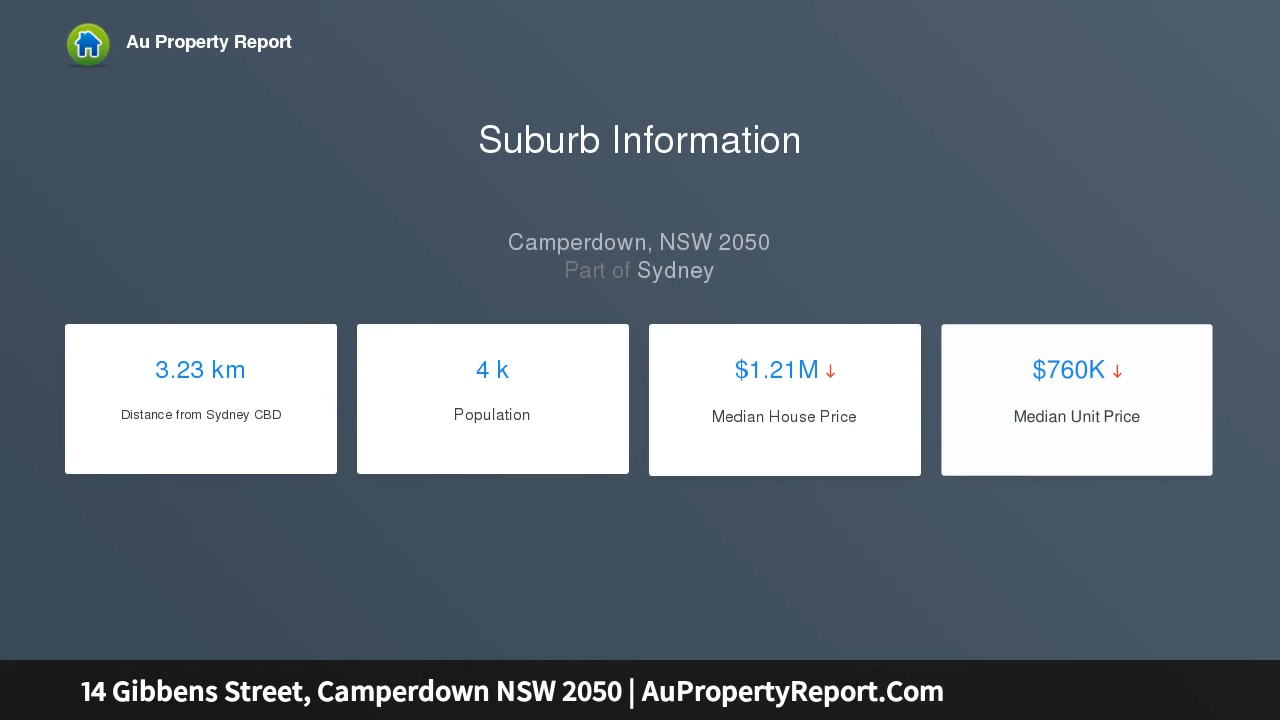 Au Property Report
Suburb Information
Camperdown, NSW 2050
Part of Sydney
3.23 km
Distance from Sydney CBD
4 k
Population
$1.21M ↓
Median House Price
$760K ↓
Median Unit Price
14 Gibbens Street, Camperdown NSW 2050 | AuPropertyReport.Com